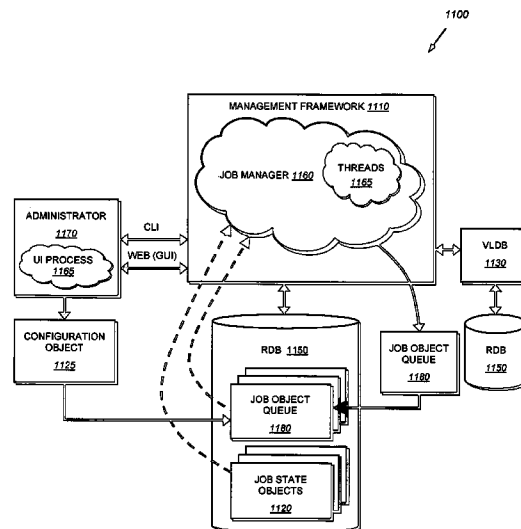 1100
MANAGEMENT FRAMEWORK 1110
JOB MANAGER 1160
THREADS
1165
ADMINISTRATOR
1170
UI PROCESS
1165
CLI
WEB (GUI)
VLDB
1130
CONFIGURATION
OBJECT
1125
RDB 1150
JOB OBJECT
QUEUE
1180
RDB
1150
JOB OBJECT
QUEUE
1180
JOB STATE
OBJECTS
1120